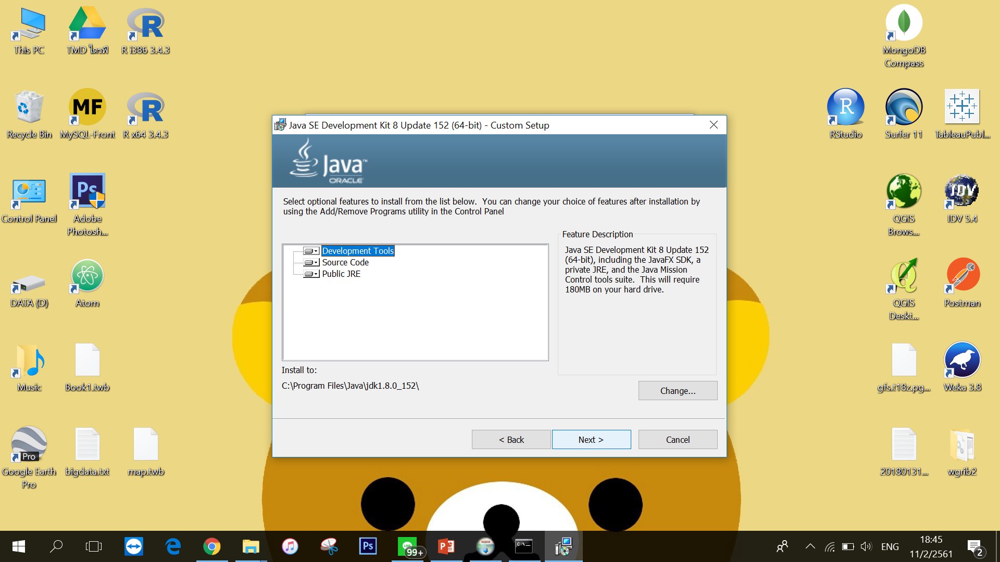 This PC
TMD ไดรฟ์
R i386 3.4.3
MongoDB
Compass
Recycle Bin
MF
MySQL-Front
R x64 3.4.3
R
RStudio
Surfer 11
TableauPubl...
Control Panel
Ps
Adobe
Photosh...
QGIS
Brows...
IDV
IDV 5.4
DATA (D)
Atom
QGIS
Deskt...
Postman
Music
Book1.twb
gfs.t18z.pg...
Weka 3.8
Pro
Google Earth
Pro
bigdata.txt
map.twb
20180131...
wgrib2
Java SE Development Kit 8 Update 152 (64-bit) - Custom Setup
Java™
ORACLE
Select optional features to install from the list below.  You can change your choice of features after installation by
using the Add/Remove Programs utility in the Control Panel
Development Tools
Source Code
Public JRE
Feature Description
Java SE Development Kit 8 Update 152
(64-bit), including the JavaFX SDK, a
private JRE, and the Java Mission
Control tools suite.  This will require
180MB on your hard drive.
Install to:
C:\Program Files\Java\jdk1.8.0_152\
Change...
< Back
Next >
Cancel
Ps
LINE
99+
P
C:\
ENG
18:45
11/2/2561
2